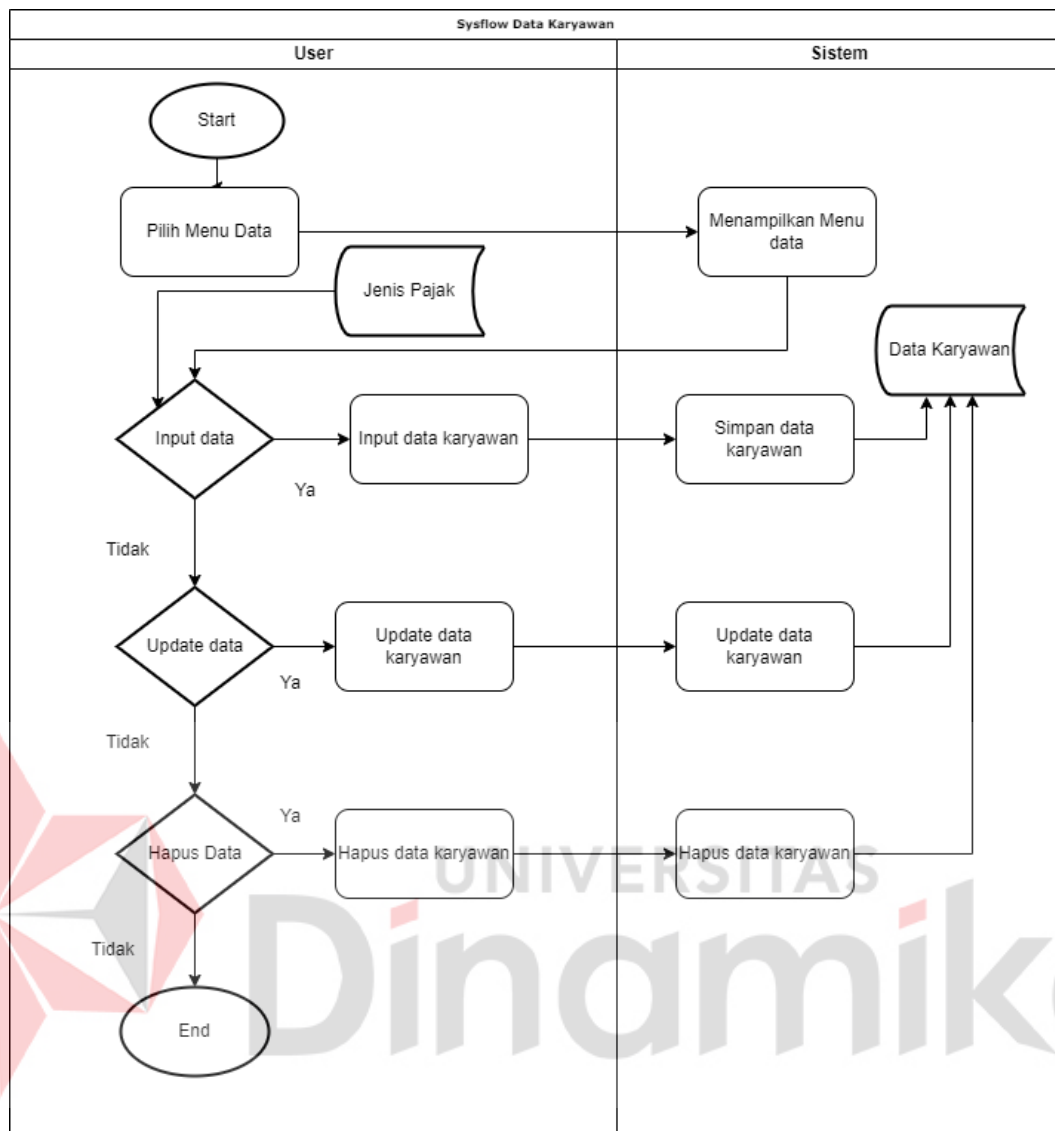 Sysflow Data Karyawan
User
Sistem
Start
Pilih Menu Data
Menampilkan Menu
data
Jenis Pajak
Data Karyawan
Input data
Input data karyawan
Simpan data
karyawan
Ya
Tidak
Update data
Update data
karyawan
Update data
karyawan
Ya
Tidak
Ya
Hapus Data
Hapus data karyawan
Hapus data karyawan
UNIVERSITAS
Dinamika
Tidak
End